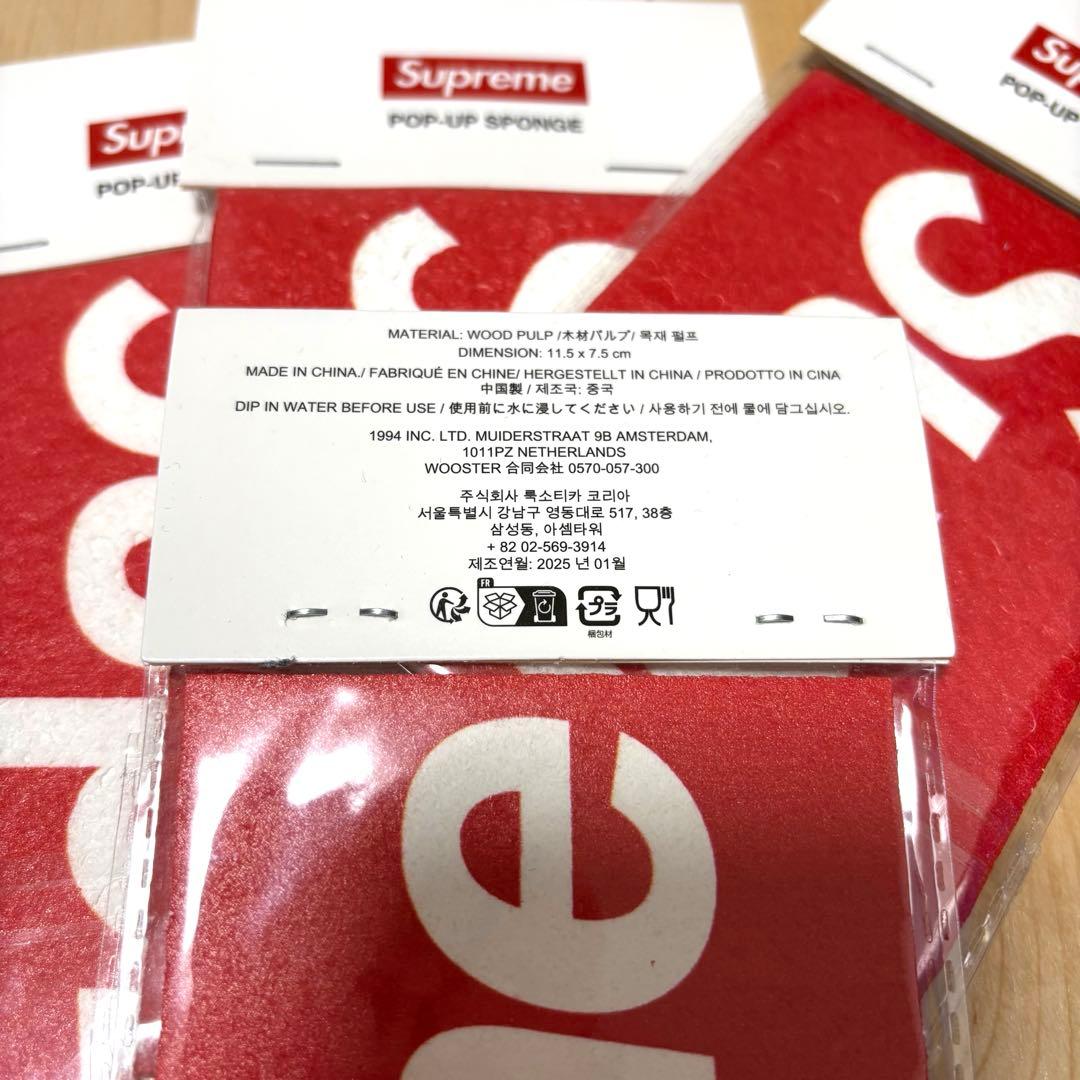 Supreme
POP-UP SPONGE
Sup
POP-UP
Su
POP-UP
MATERIAL: WOOD PULP /木材パルプ/ 목재 펄프
DIMENSION: 11.5 x 7.5 cm
MADE IN CHINA./ FABRIQUÉ EN CHINE/ HERGESTELLT IN CHINA / PRODOTTO IN CINA
中国製 / 제조국: 중국
DIP IN WATER BEFORE USE / 使用前に水に浸してください / 사용하기 전에 물에 담그십시오.
1994 INC. LTD. MUIDERSTRAAT 9B AMSTERDAM,
1011PZ NETHERLANDS
WOOSTER 合同会社 0570-057-300
주식회사 룩소티카 코리아
서울특별시 강남구 영동대로 517, 38층
삼성동, 아셈타워
+ 82 02-569-3914
제조연월: 2025 년 01월
FR
プラ
梱包材